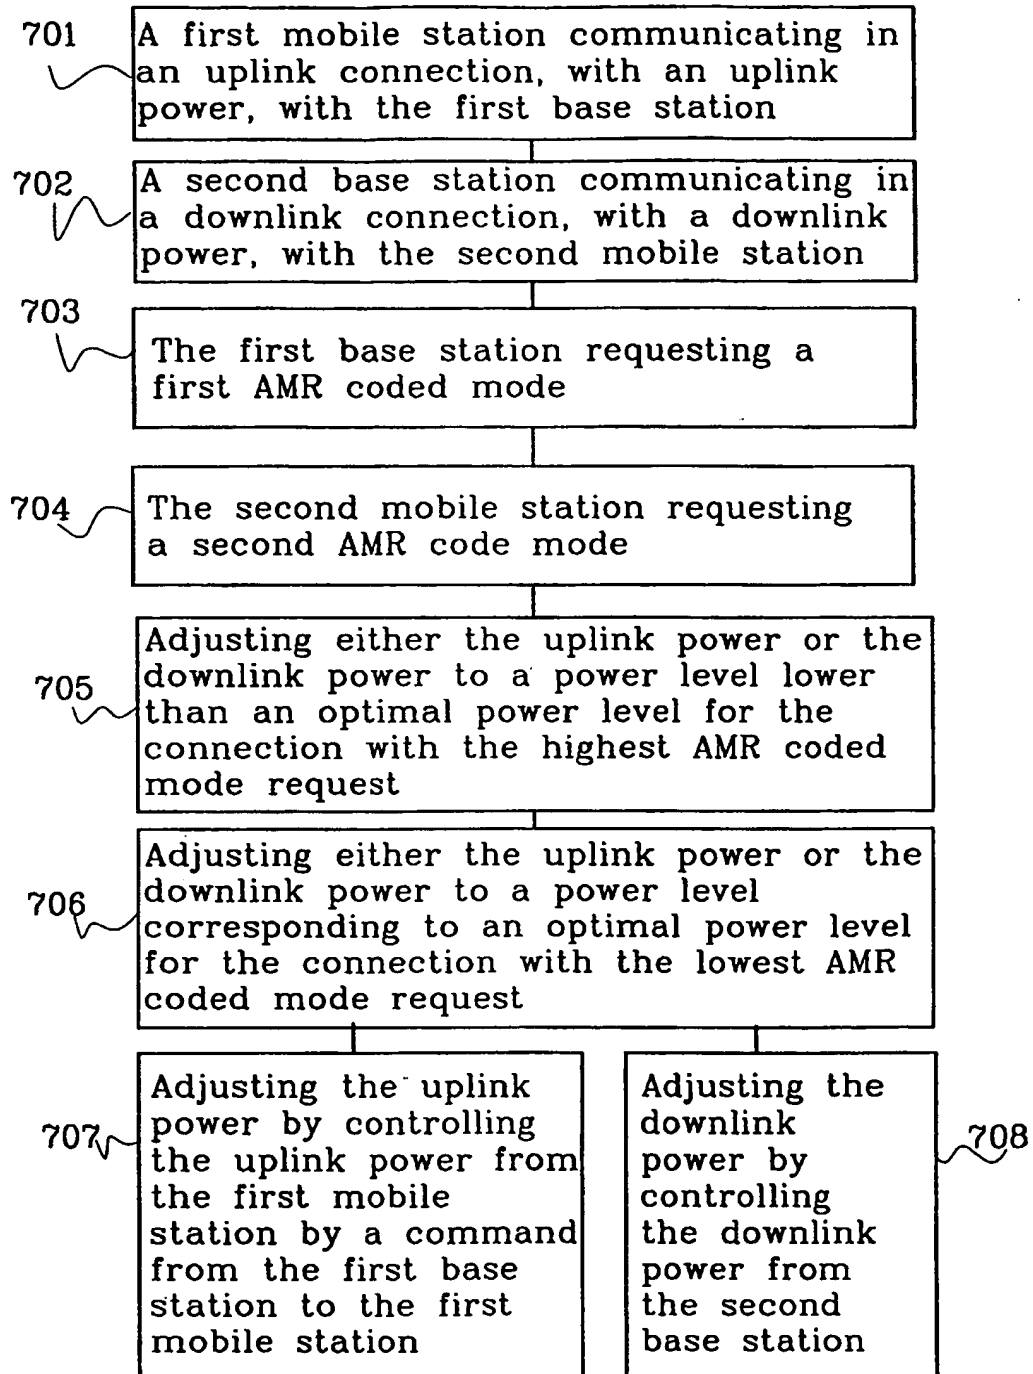 701
A first mobile station communicating in
an uplink connection, with an uplink
power, with the first base station
702
A second base station communicating in
a downlink connection, with a downlink
power, with the second mobile station
703
The first base station requesting a
first AMR coded mode
704
The second mobile station requesting
a second AMR code mode
705
Adjusting either the uplink power or the
downlink power to a power level lower
than an optimal power level for the
connection with the highest AMR coded
mode request
706
Adjusting either the uplink power or the
downlink power to a power level
corresponding to an optimal power level
for the connection with the lowest AMR
coded mode request
707
Adjusting the uplink
power by controlling
the uplink power from
the first mobile
station by a command
from the first base
station to the first
mobile station
708
Adjusting the
downlink
power by
controlling
the downlink
power from
the second
base station